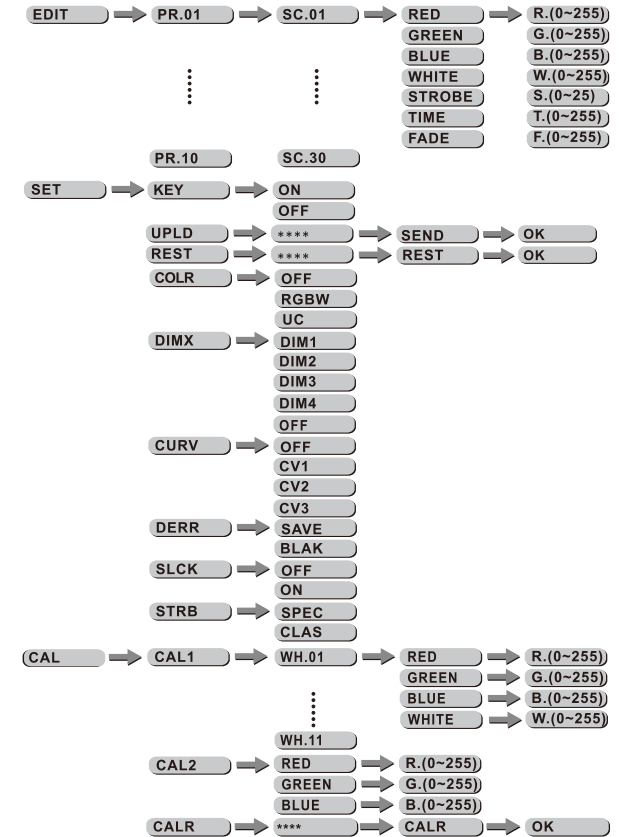 EDIT PR.01 SC.01 RED R.(0~255)
GREEN G.(0~255)
BLUE B.(0~255)
WHITE W.(0~255)
STROBE S.(0~25)
TIME T.(0~255)
FADE F.(0~255)
PR.10 SC.30
SET KEY ON
OFF
UPLD **** SEND OK
REST **** REST OK
COLR OFF
RGBW
UC
DIMX DIM1
DIM2
DIM3
DIM4
OFF
CURV OFF
CV1
CV2
CV3
DERR SAVE
BLAK
SLCK OFF
ON
STRB SPEC
CLAS
CAL CAL1 WH.01 RED R.(0~255)
GREEN G.(0~255)
BLUE B.(0~255)
WHITE W.(0~255)
WH.11
CAL2 RED R.(0~255)
GREEN G.(0~255)
BLUE B.(0~255)
CALR **** CALR OK